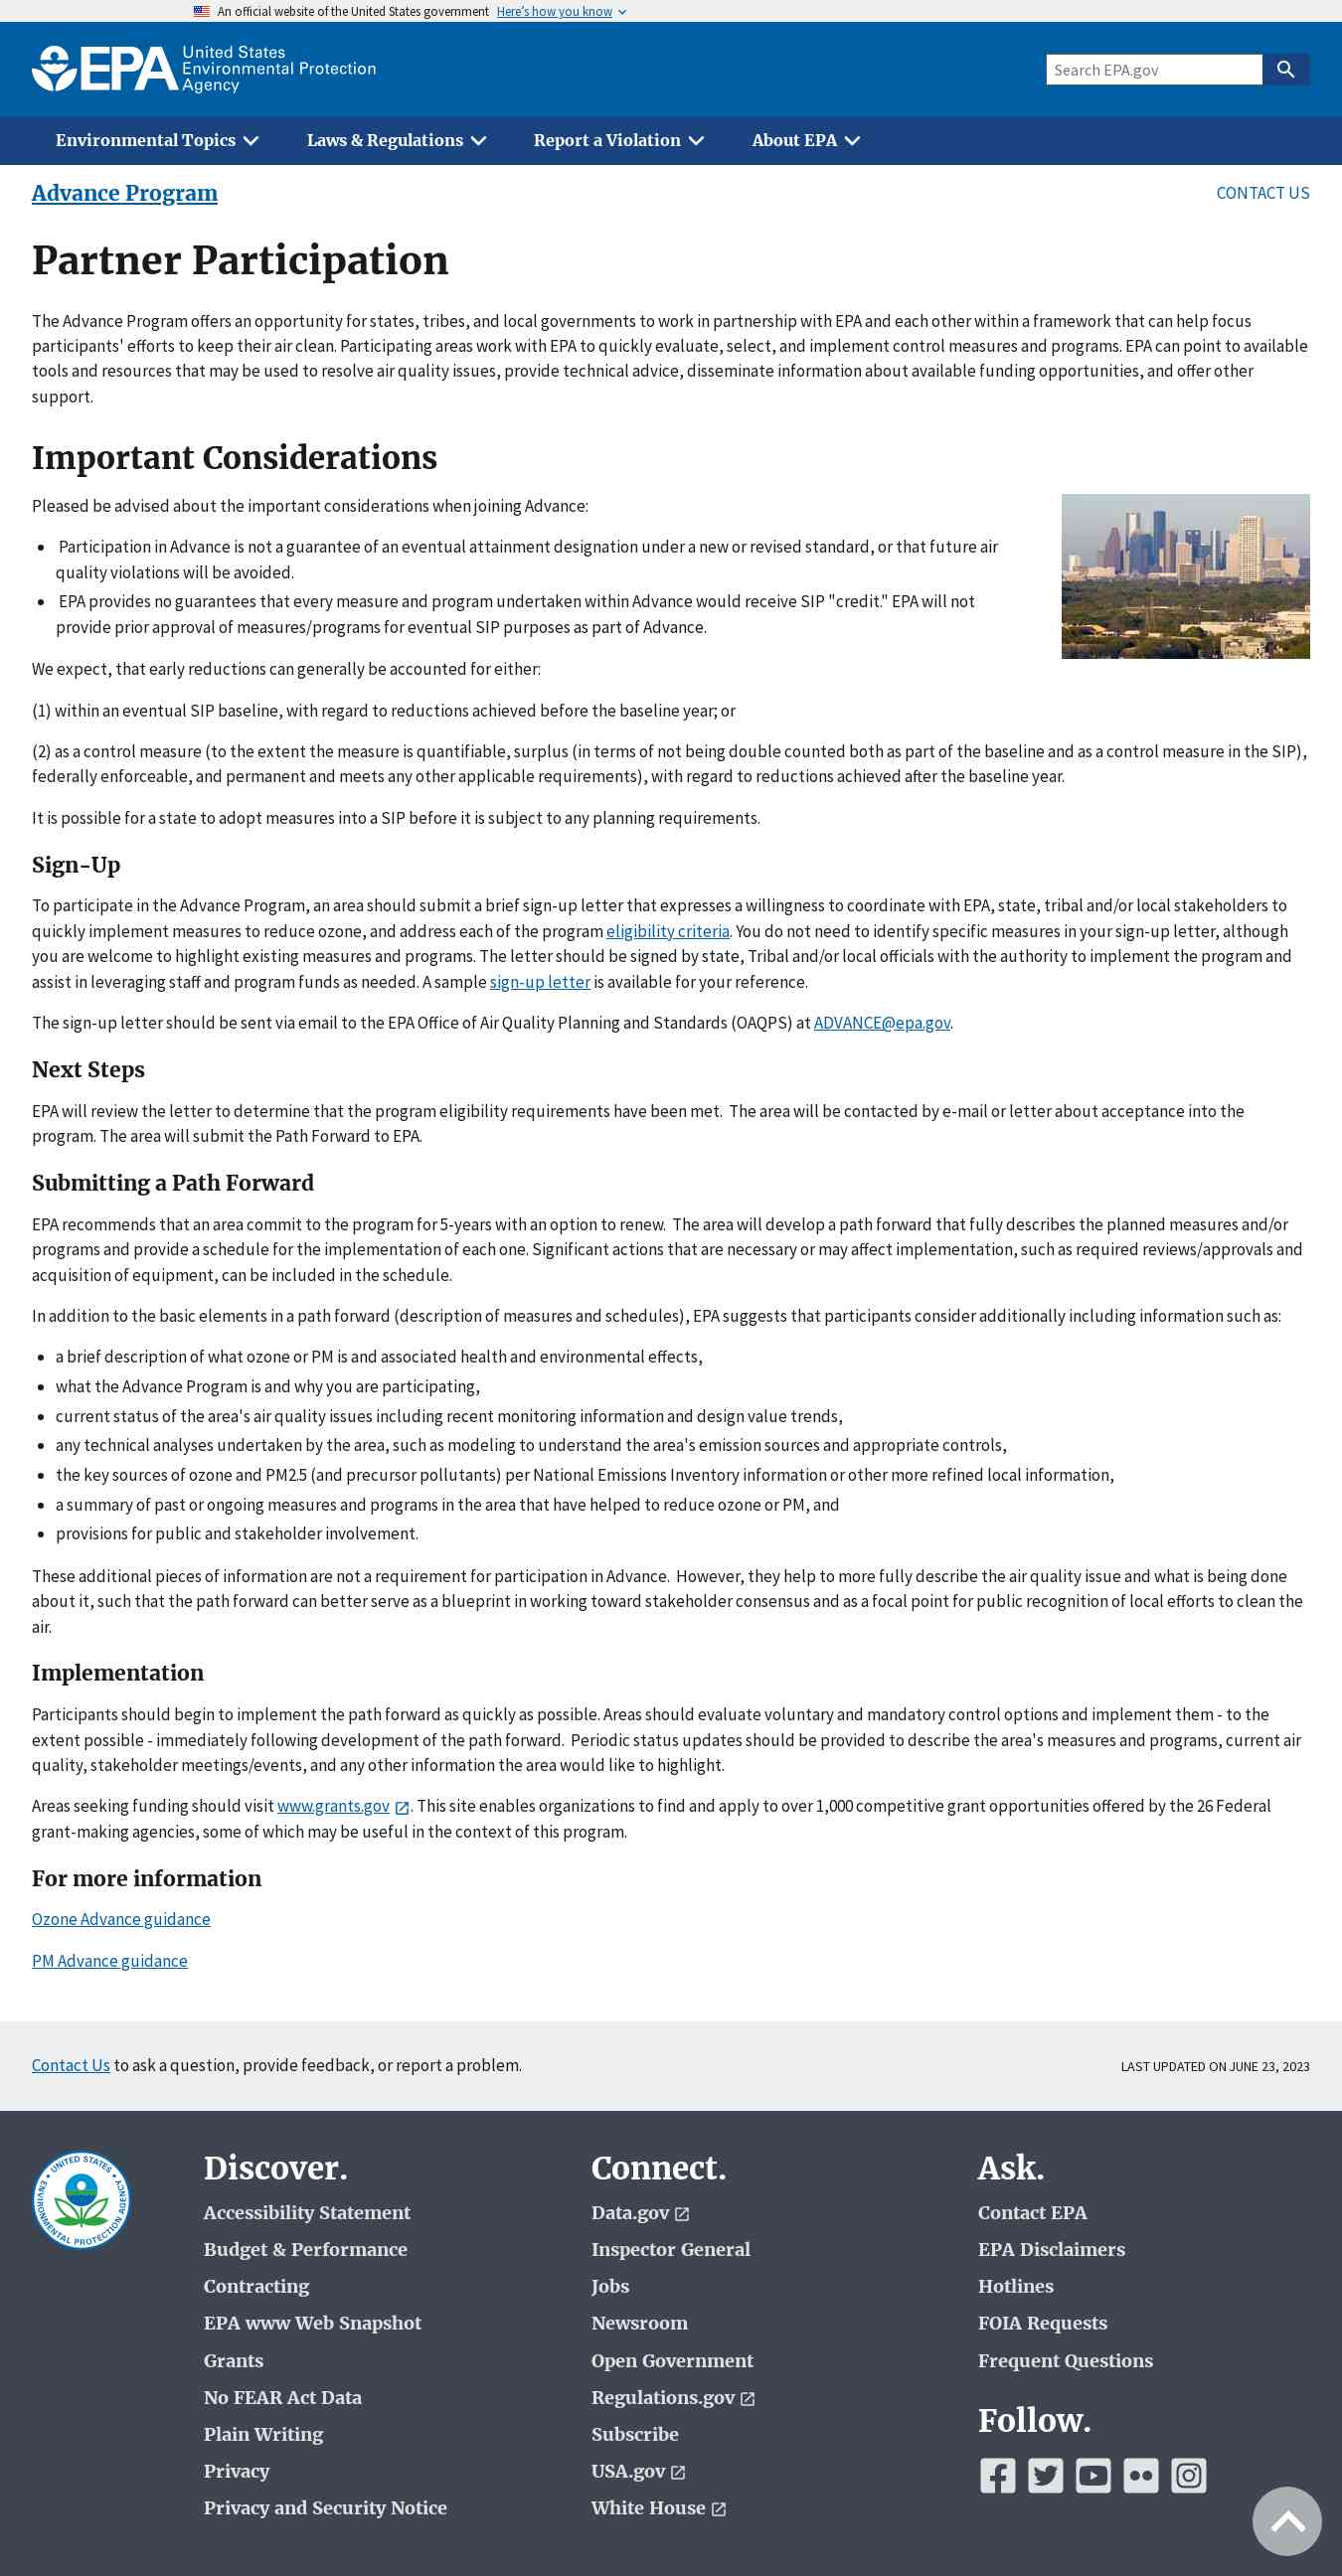 An official website of the United States government Here's how you know
EPA United States
Environmental Protection
Agency
Search EPA.gov
Environmental Topics Laws & Regulations Report a Violation About EPA
Advance Program CONTACT US
Partner Participation
The Advance Program offers an opportunity for states, tribes, and local governments to work in partnership with EPA and each other within a framework that can help focus
participants' efforts to keep their air clean. Participating areas work with EPA to quickly evaluate, select, and implement control measures and programs. EPA can point to available
tools and resources that may be used to resolve air quality issues, provide technical advice, disseminate information about available funding opportunities, and offer other
support.
Important Considerations
Pleased be advised about the important considerations when joining Advance:
• Participation in Advance is not a guarantee of an eventual attainment designation under a new or revised standard, or that future air
quality violations will be avoided.
• EPA provides no guarantees that every measure and program undertaken within Advance would receive SIP "credit." EPA will not
provide prior approval of measures/programs for eventual SIP purposes as part of Advance.
We expect, that early reductions can generally be accounted for either:
(1) within an eventual SIP baseline, with regard to reductions achieved before the baseline year; or
(2) as a control measure (to the extent the measure is quantifiable, surplus (in terms of not being double counted both as part of the baseline and as a control measure in the SIP),
federally enforceable, and permanent and meets any other applicable requirements), with regard to reductions achieved after the baseline year.
It is possible for a state to adopt measures into a SIP before it is subject to any planning requirements.
Sign-Up
To participate in the Advance Program, an area should submit a brief sign-up letter that expresses a willingness to coordinate with EPA, state, tribal and/or local stakeholders to
quickly implement measures to reduce ozone, and address each of the program eligibility criteria. You do not need to identify specific measures in your sign-up letter, although
you are welcome to highlight existing measures and programs. The letter should be signed by state, Tribal and/or local officials with the authority to implement the program and
assist in leveraging staff and program funds as needed. A sample sign-up letter is available for your reference.
The sign-up letter should be sent via email to the EPA Office of Air Quality Planning and Standards (OAQPS) at ADVANCE@epa.gov.
Next Steps
EPA will review the letter to determine that the program eligibility requirements have been met. The area will be contacted by e-mail or letter about acceptance into the
program. The area will submit the Path Forward to EPA.
Submitting a Path Forward
EPA recommends that an area commit to the program for 5-years with an option to renew. The area will develop a path forward that fully describes the planned measures and/or
programs and provide a schedule for the implementation of each one. Significant actions that are necessary or may affect implementation, such as required reviews/approvals and
acquisition of equipment, can be included in the schedule.
In addition to the basic elements in a path forward (description of measures and schedules), EPA suggests that participants consider additionally including information such as:
• a brief description of what ozone or PM is and associated health and environmental effects,
• what the Advance Program is and why you are participating,
• current status of the area's air quality issues including recent monitoring information and design value trends,
• any technical analyses undertaken by the area, such as modeling to understand the area's emission sources and appropriate controls,
• the key sources of ozone and PM2.5 (and precursor pollutants) per National Emissions Inventory information or other more refined local information,
• a summary of past or ongoing measures and programs in the area that have helped to reduce ozone or PM, and
• provisions for public and stakeholder involvement.
These additional pieces of information are not a requirement for participation in Advance. However, they help to more fully describe the air quality issue and what is being done
about it, such that the path forward can better serve as a blueprint in working toward stakeholder consensus and as a focal point for public recognition of local efforts to clean the
air.
Implementation
Participants should begin to implement the path forward as quickly as possible. Areas should evaluate voluntary and mandatory control options and implement them - to the
extent possible - immediately following development of the path forward. Periodic status updates should be provided to describe the area's measures and programs, current air
quality, stakeholder meetings/events, and any other information the area would like to highlight.
Areas seeking funding should visit www.grants.gov. This site enables organizations to find and apply to over 1,000 competitive grant opportunities offered by the 26 Federal
grant-making agencies, some of which may be useful in the context of this program.
For more information
Ozone Advance guidance
PM Advance guidance
Contact Us to ask a question, provide feedback, or report a problem. LAST UPDATED ON JUNE 23, 2023
UNITED STATES
ENVIRONMENTAL PROTECTION AGENCY
Discover.
Accessibility Statement
Budget & Performance
Contracting
EPA www Web Snapshot
Grants
No FEAR Act Data
Plain Writing
Privacy
Privacy and Security Notice
Connect.
Data.gov
Inspector General
Jobs
Newsroom
Open Government
Regulations.gov
Subscribe
USA.gov
White House
Ask.
Contact EPA
EPA Disclaimers
Hotlines
FOIA Requests
Frequent Questions
Follow.